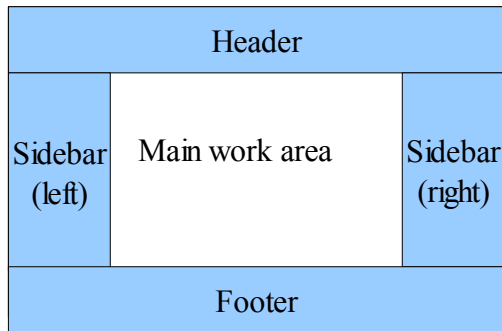 Header
Sidebar
(left)
Main work area
Sidebar
(right)
Footer